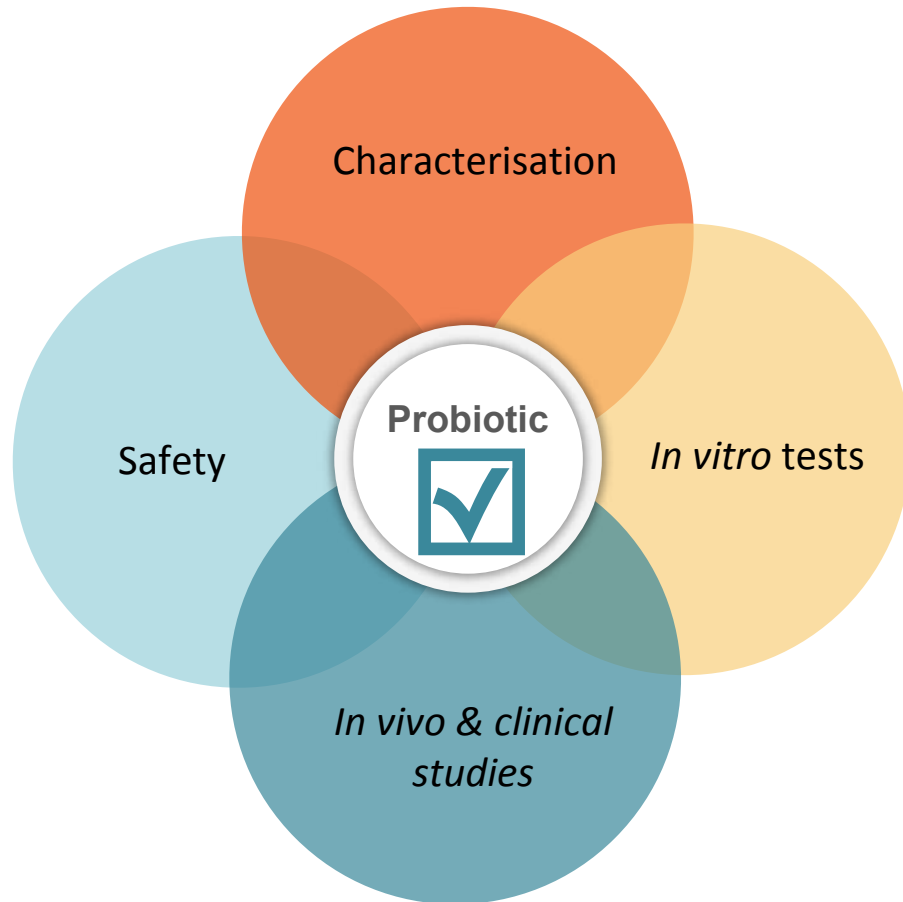 Characterisation
Probiotic
Safety
In vitro tests
In vivo & clinical
studies